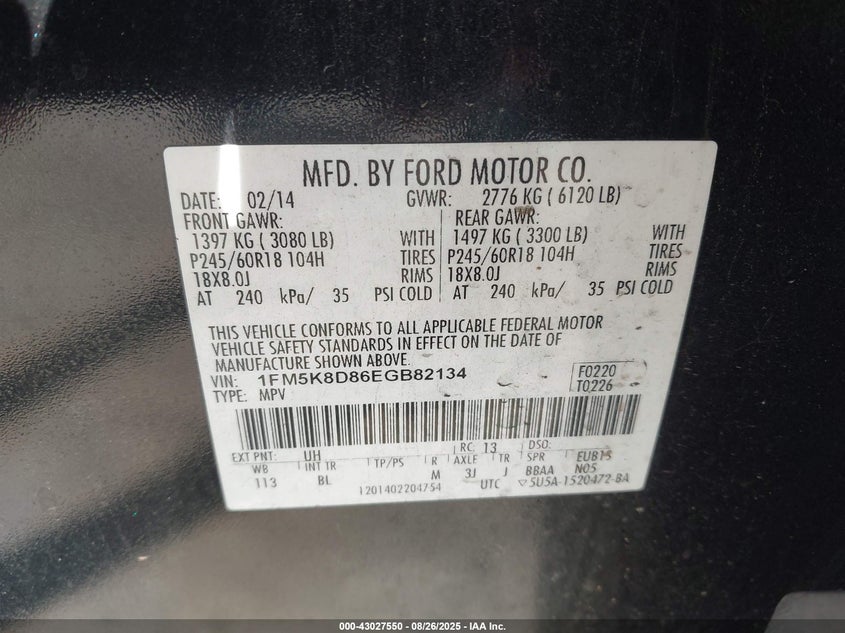 MFD. BY FORD MOTOR CO.
DATE: 02/14 GVWR: 2776 KG ( 6120 LB)
FRONT GAWR: REAR GAWR:
1397 KG ( 3080 LB) WITH 1497 KG ( 3300 LB) WITH
P245/60R18 104H TIRES P245/60R18 104H TIRES
18X8.0J RIMS 18X8.0J RIMS
AT 240 kPa/ 35 PSI COLD AT 240 kPa/ 35 PSI COLD
THIS VEHICLE CONFORMS TO ALL APPLICABLE FEDERAL MOTOR
VEHICLE SAFETY STANDARDS IN EFFECT ON THE DATE OF
MANUFACTURE SHOWN ABOVE.
VIN: 1FM5K8D86EGB82134 F0220
TYPE: MPV T0226
EXT PNT: UH RC: 13 DSO:
WB INT TR TP/PS R AXLE TR SPR EUB15
113 BL M 3J J BBAA N05
1201402204754 UTC ▽5U5A-1520472-BA
000-43027550 - 08/26/2025 - IAA Inc.